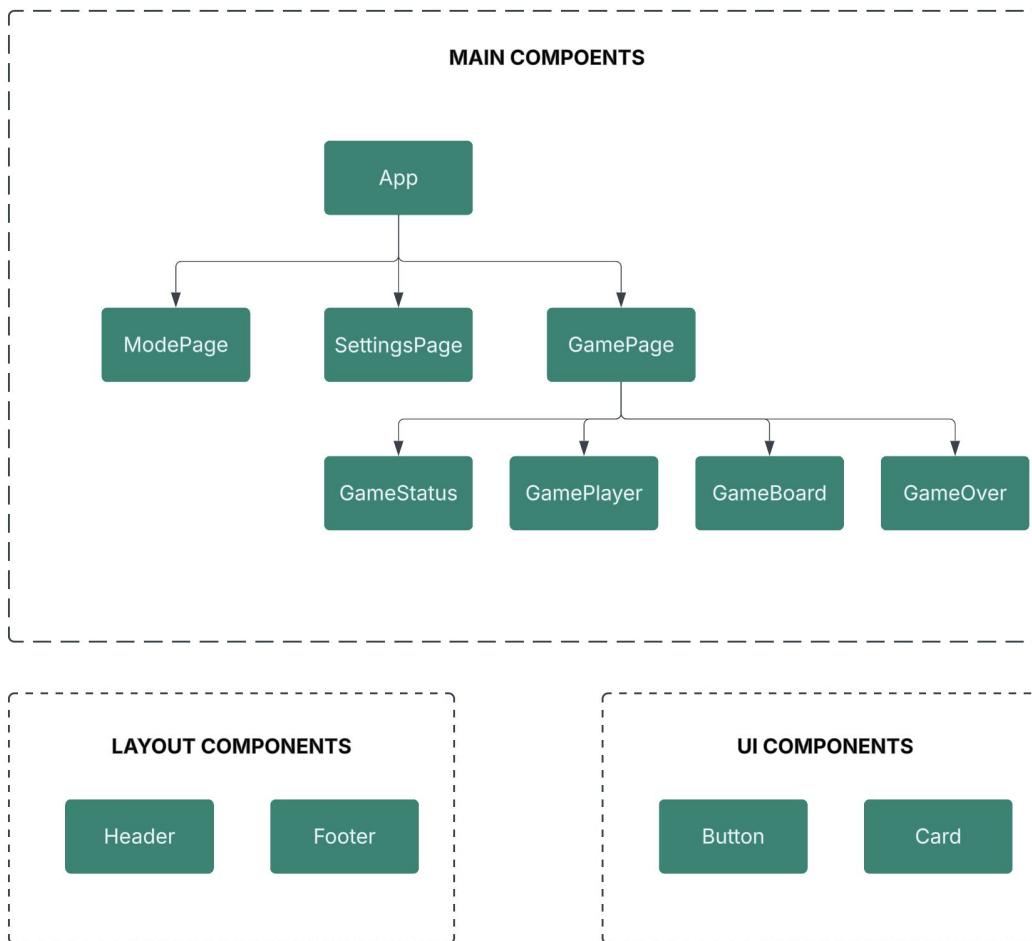 MAIN COMPOENTS
App
ModePage
SettingsPage
GamePage
GameStatus
GamePlayer
GameBoard
GameOver
LAYOUT COMPONENTS
Header
Footer
UI COMPONENTS
Button
Card